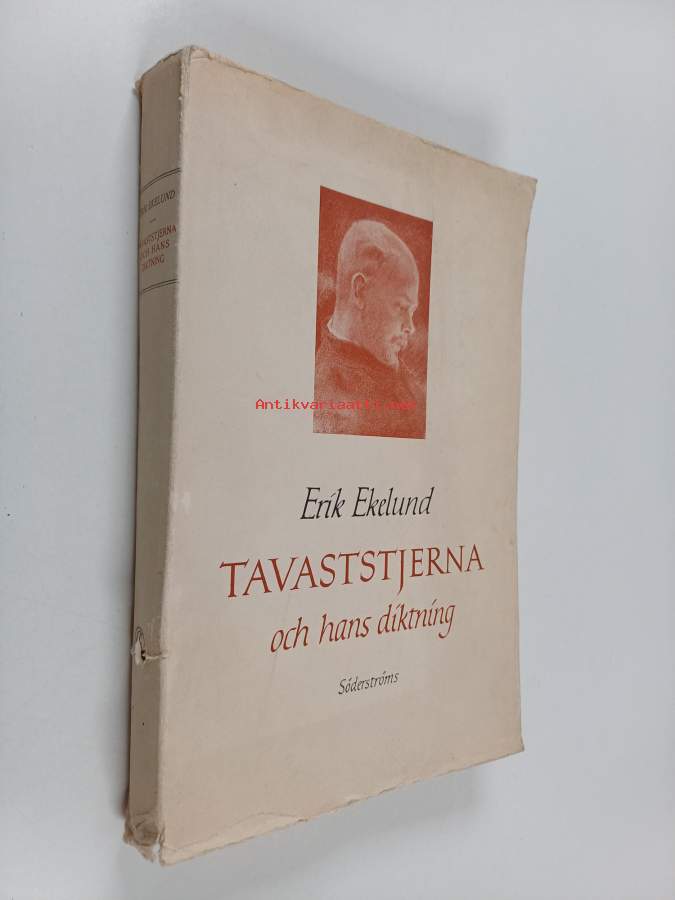 ERIK EKELUND
TAVASTSTJERNA
OCH HANS
DIKTNING
Antikvariaatti.net
Erik Ekelund
TAVASTSTJERNA
och hans diktning
Söderströms